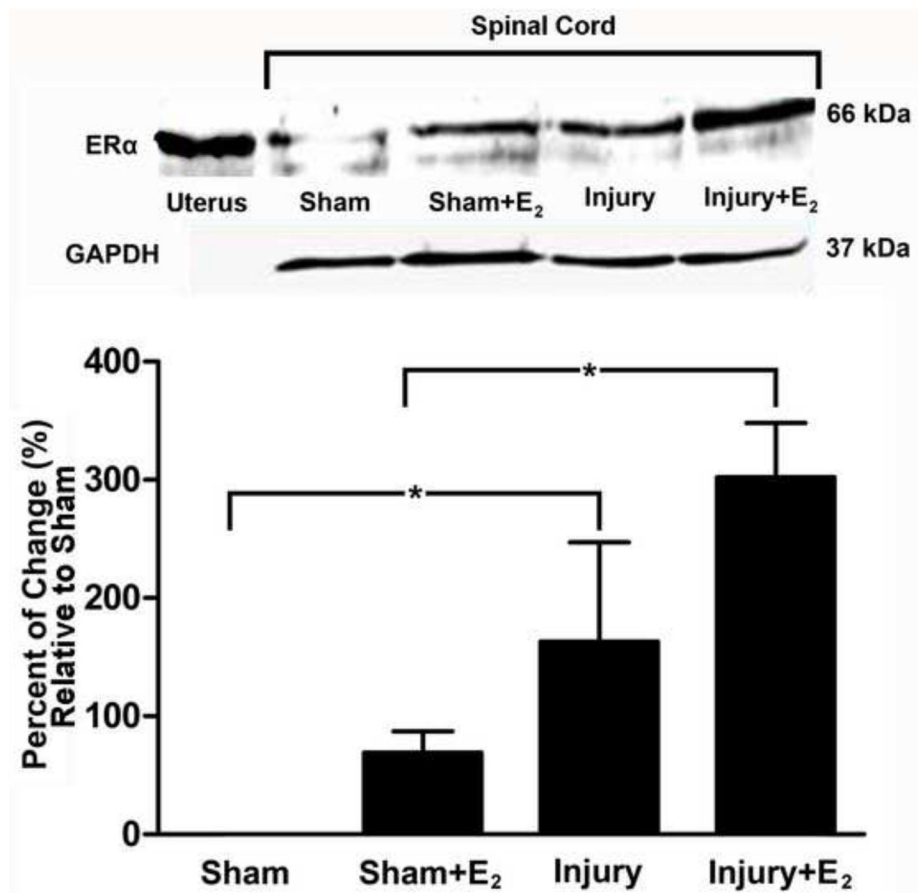 Spinal Cord
ERα
66 kDa
Uterus Sham Sham+E₂ Injury Injury+E₂
GAPDH
37 kDa
Percent of Change (%)
Relative to Sham
400
300
200
100
0
*
*
Sham Sham+E₂ Injury Injury+E₂